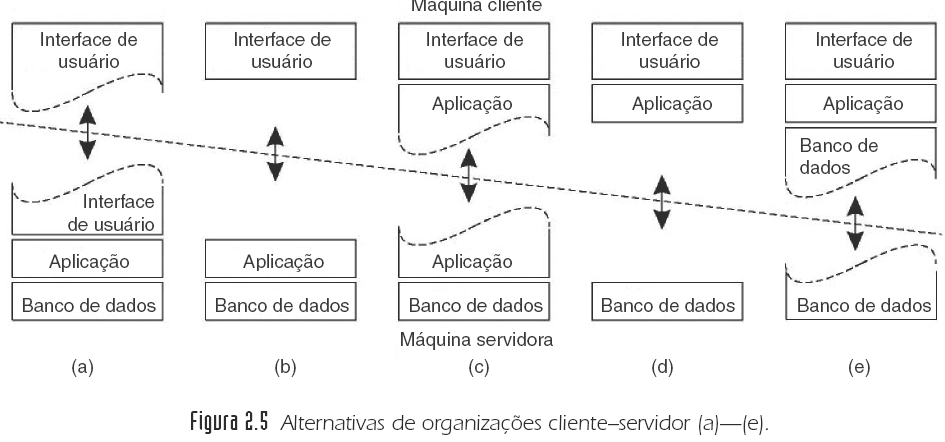 Máquina cliente
Interface de
usuário
Interface de
usuário
Interface de
usuário
Interface de
usuário
Interface de
usuário
Aplicação
Aplicação
Aplicação
Banco de
dados
Interface
de usuário
Aplicação
Aplicação
Aplicação
Banco de dados
Banco de dados
Banco de dados
Banco de dados
Banco de dados
Máquina servidora
(a)
(b)
(c)
(d)
(e)
Figura 2.5 Alternativas de organizações cliente–servidor (a)—(e).